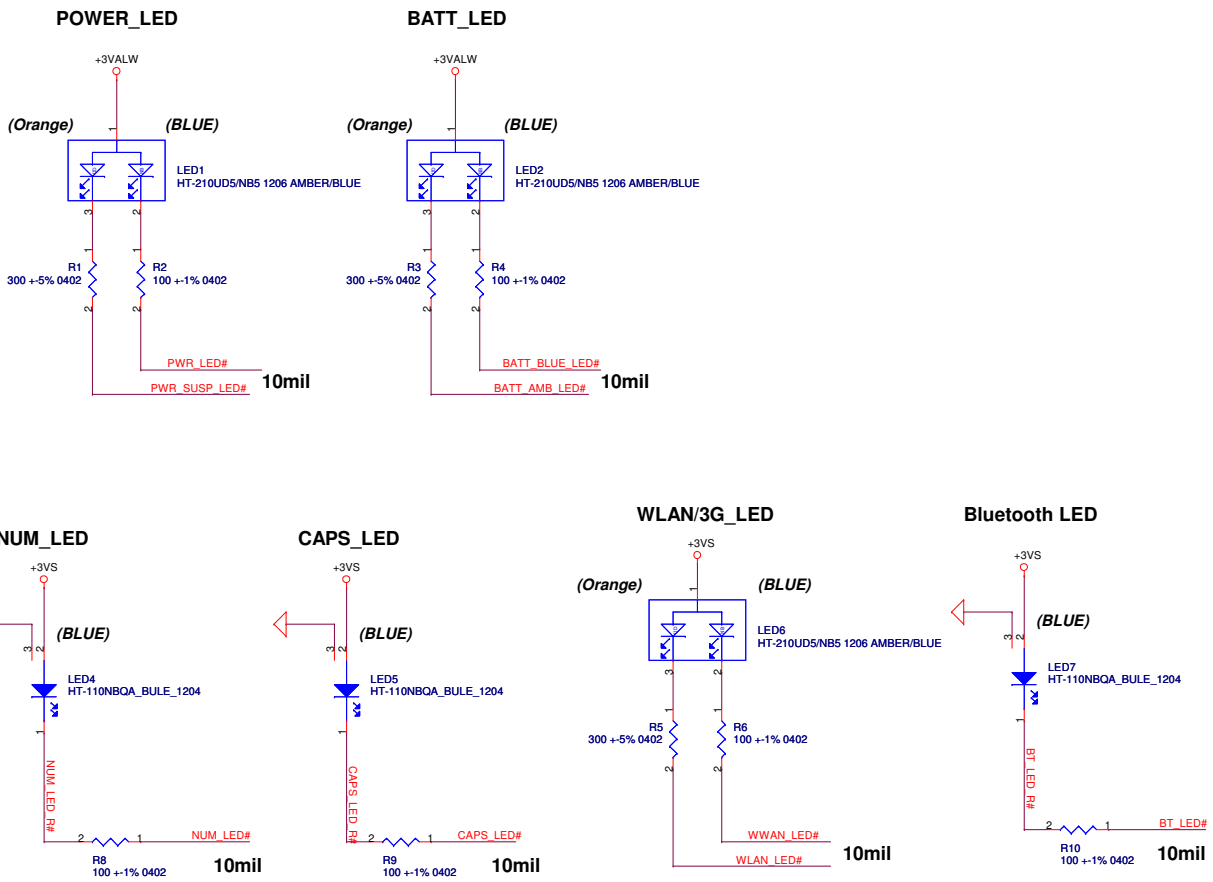 POWER_LED
BATT_LED
+3VALW
+3VALW
(Orange)
1
(BLUE)
(Orange)
1
(BLUE)
LED1
HT-210UD5/NB5 1206 AMBER/BLUE
LED2
HT-210UD5/NB5 1206 AMBER/BLUE
3
2
3
2
1
1
1
1
R1
300 +-5% 0402
R2
100 +-1% 0402
R3
300 +-5% 0402
R4
100 +-1% 0402
2
2
2
2
PWR_LED#
PWR_SUSP_LED#
10mil
BATT_BLUE_LED#
BATT_AMB_LED#
10mil
NUM_LED
CAPS_LED
WLAN/3G_LED
Bluetooth LED
+3VS
+3VS
+3VS
+3VS
(Orange)
1
(BLUE)
3
2
(BLUE)
3
2
(BLUE)
3
2
(BLUE)
LED4
HT-110NBQA_BULE_1204
LED5
HT-110NBQA_BULE_1204
LED6
HT-210UD5/NB5 1206 AMBER/BLUE
LED7
HT-110NBQA_BULE_1204
1
1
3
2
1
1
1
R5
300 +-5% 0402
R6
100 +-1% 0402
2
2
NUM_LED_R#
CAPS_LED_R#
BT_LED_R#
2
1
NUM_LED#
R8
100 +-1% 0402
10mil
2
1
CAPS_LED#
R9
100 +-1% 0402
10mil
WWAN_LED#
WLAN_LED#
10mil
2
1
BT_LED#
R10
100 +-1% 0402
10mil